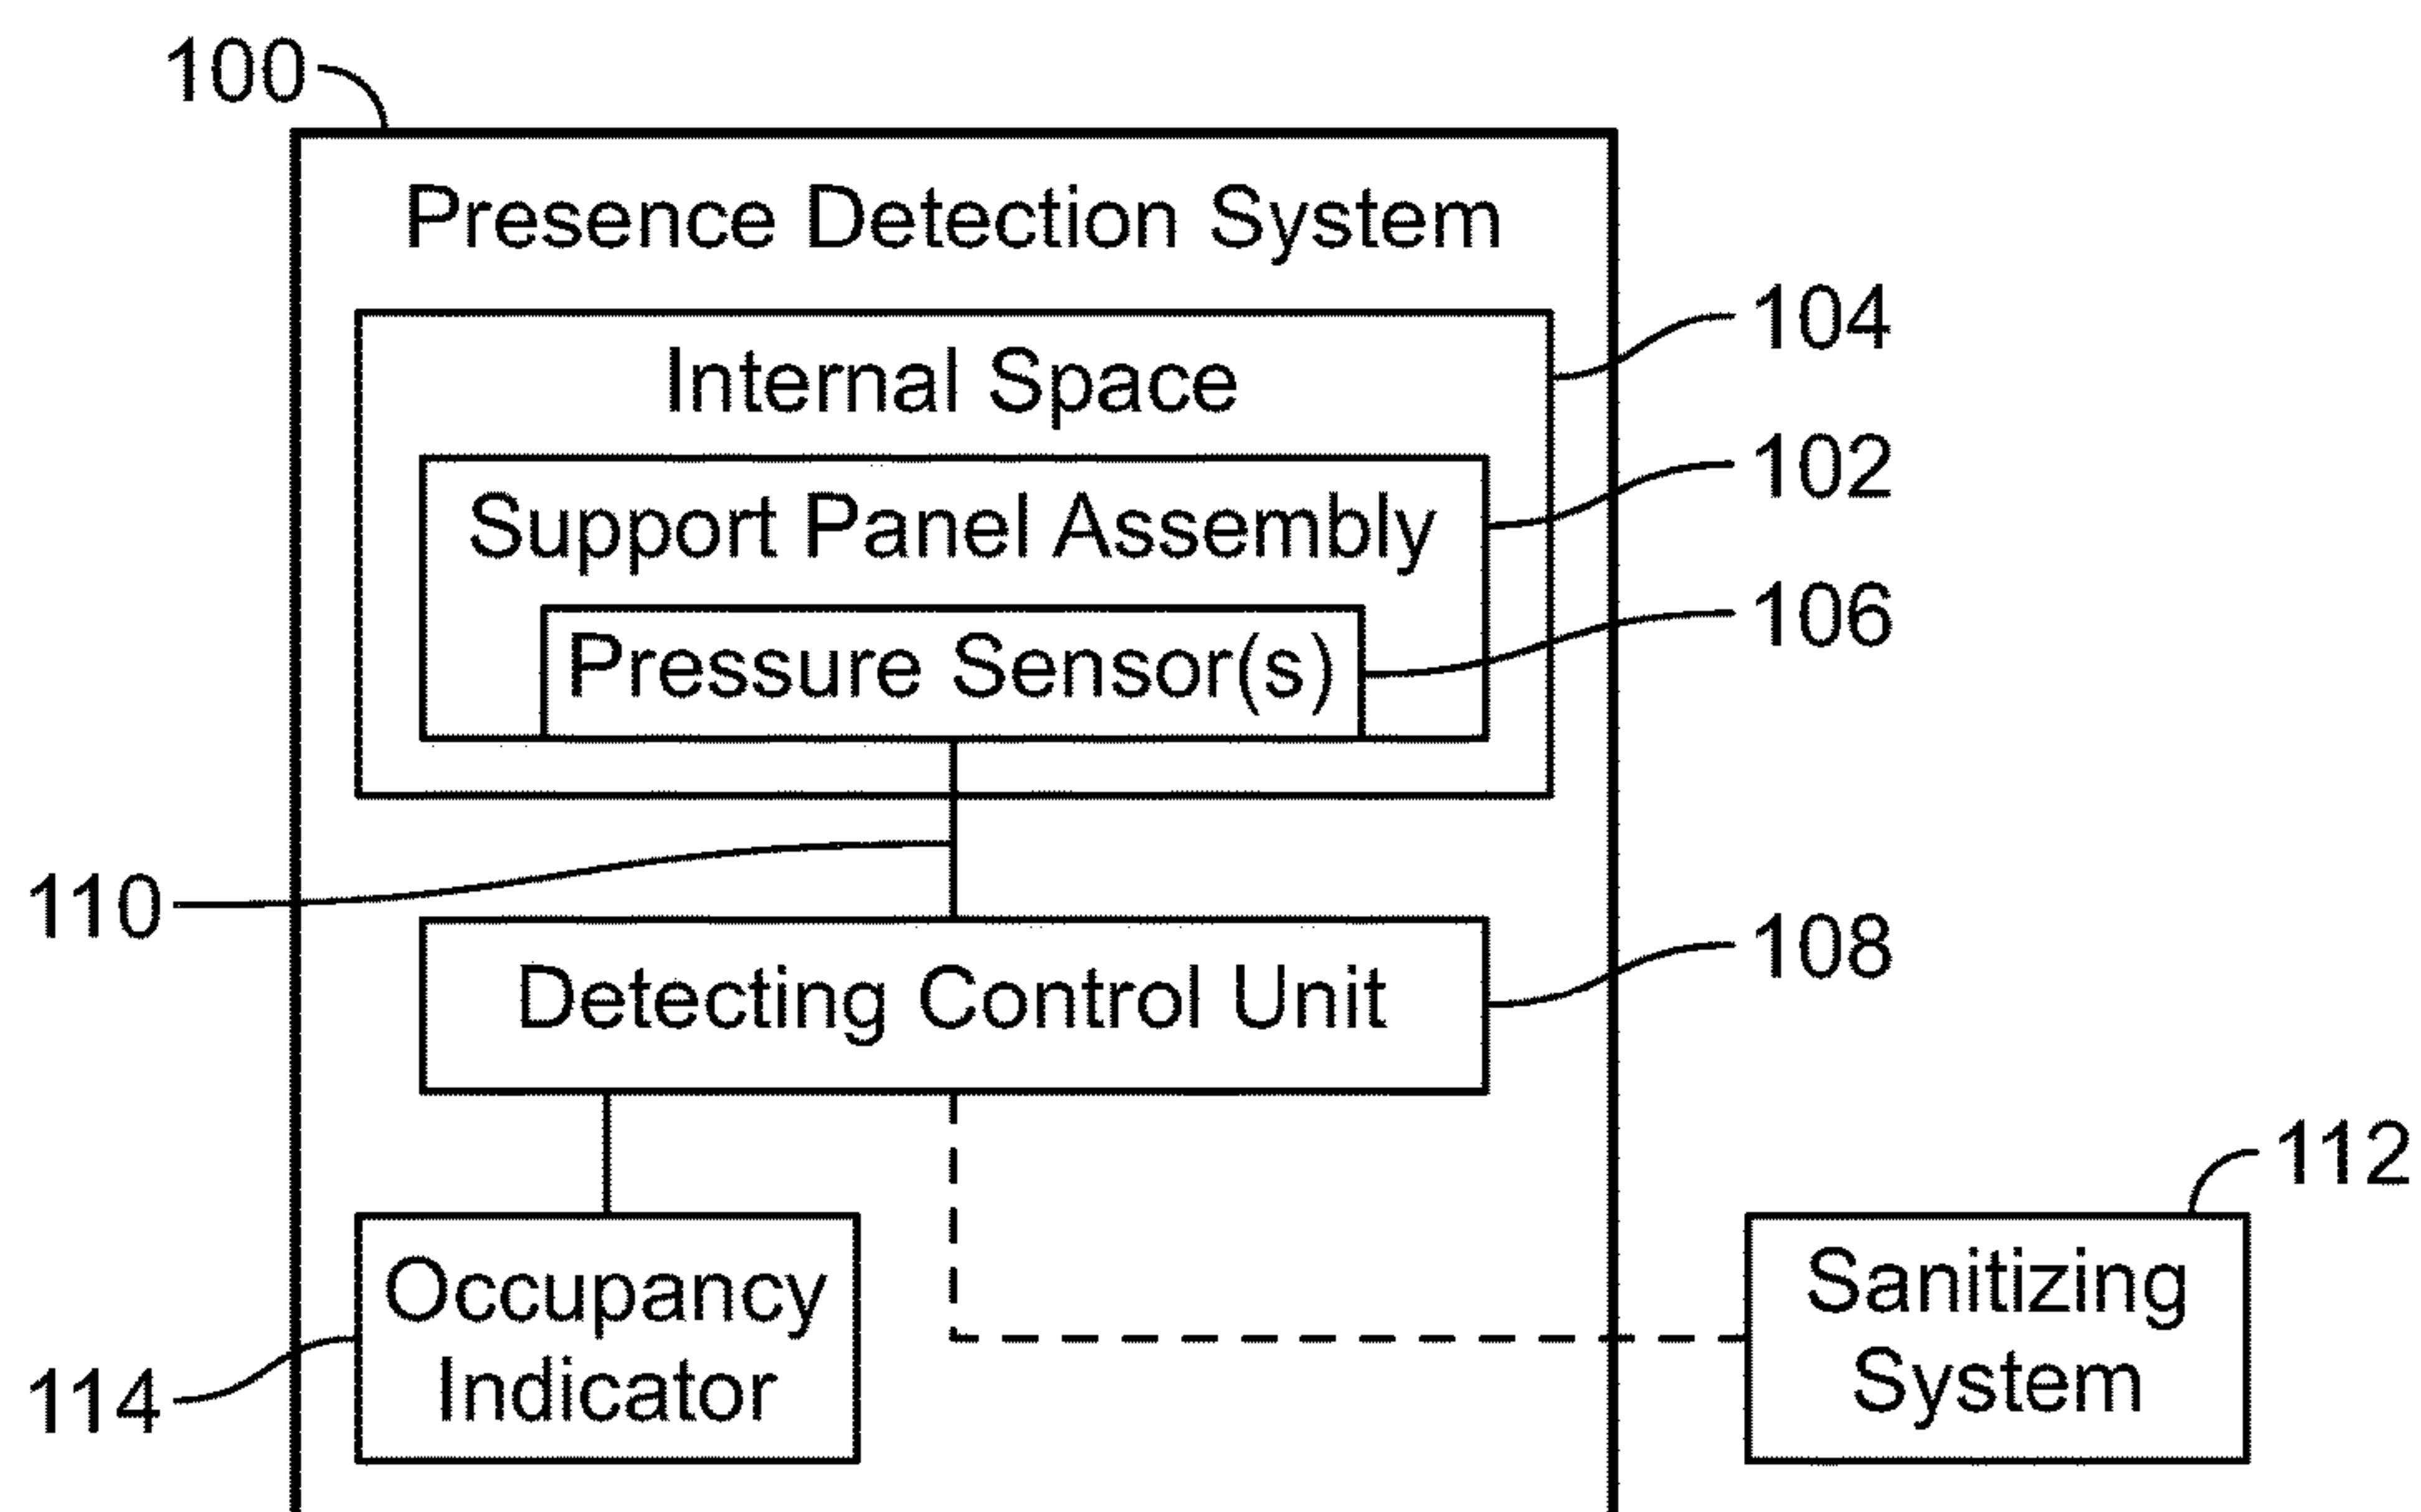 100
Presence Detection System
104
Internal Space
102
Support Panel Assembly
106
Pressure Sensor(s)
110
108
Detecting Control Unit
112
Occupancy
Indicator
Sanitizing
System
114